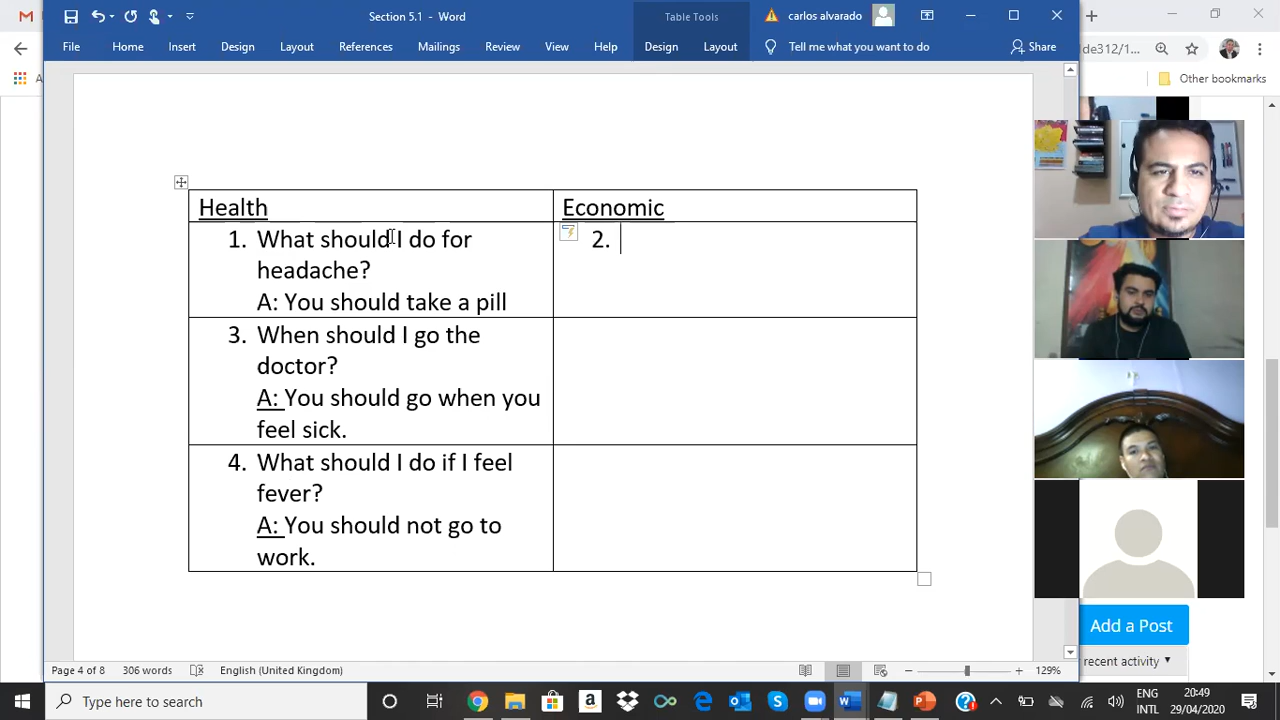 Section 5.1 - Word
Table Tools
carlos alvarado
File
Home
Insert
Design
Layout
References
Mailings
Review
View
Help
Design
Layout
Tell me what you want to do
Share
de312/1...
A
Other bookmarks
Health
Economic
1. What should I do for
headache?
A: You should take a pill
2.
3. When should I go the
doctor?
A: You should go when you
feel sick.
4. What should I do if I feel
fever?
A: You should not go to
work.
Add a Post
recent activity
Page 4 of 8
306 words
English (United Kingdom)
129%
Type here to search
ENG
INTL
20:49
29/04/2020